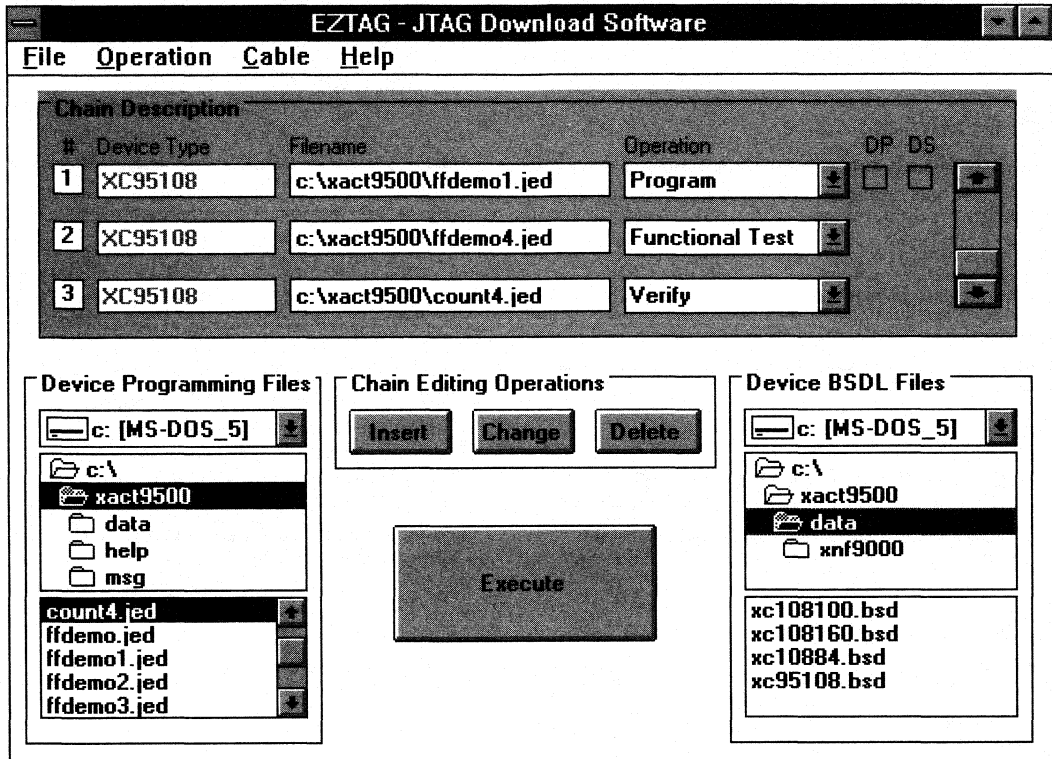 EZTAG - JTAG Download Software
File Operation Cable Help
Chain Description
# Device Type Filename Operation DP DS
1 XC95108 c:\xact9500\ffdemo1.jed Program
2 XC95108 c:\xact9500\ffdemo4.jed Functional Test
3 XC95108 c:\xact9500\count4.jed Verify
Device Programming Files
c: [MS-DOS_5]
c:\
xact9500
data
help
msg
count4.jed
ffdemo.jed
ffdemo1.jed
ffdemo2.jed
ffdemo3.jed
Chain Editing Operations
Insert Change Delete
Execute
Device BSDL Files
c: [MS-DOS_5]
c:\
xact9500
data
xnf9000
xc108100.bsd
xc108160.bsd
xc10884.bsd
xc95108.bsd